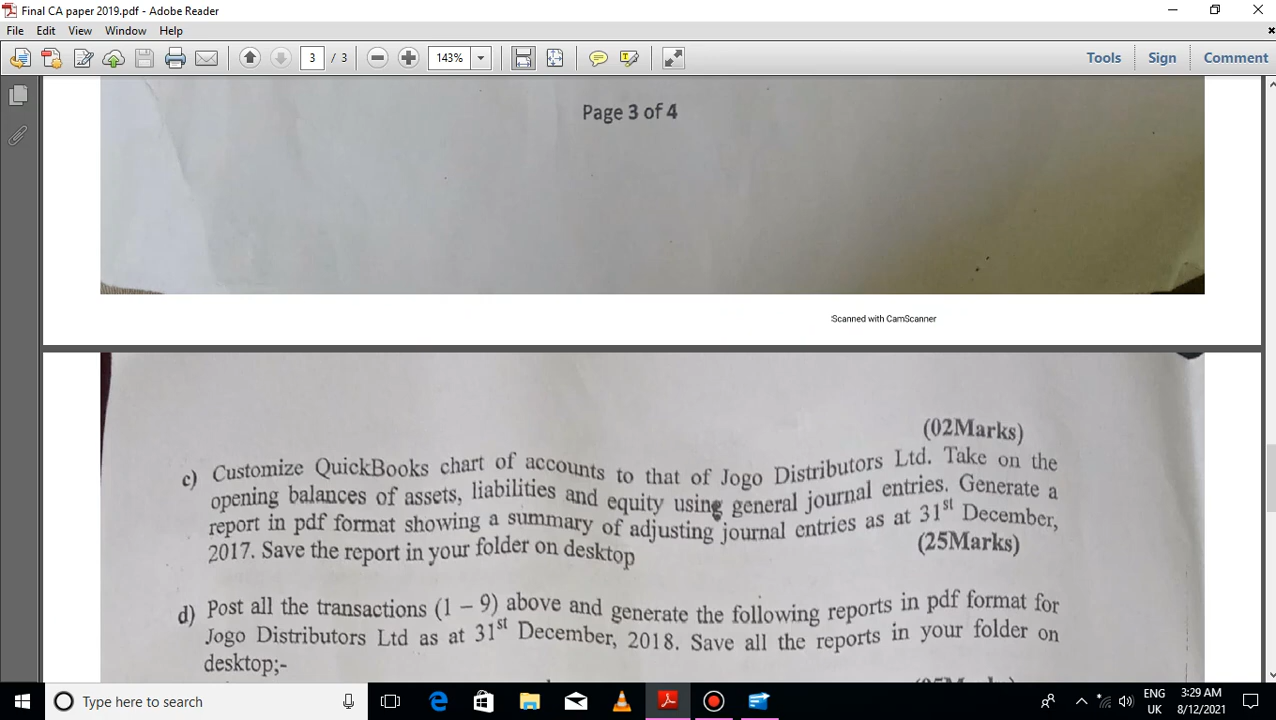 Final CA paper 2019.pdf - Adobe Reader
File Edit View Window Help
3 / 3 143% Tools Sign Comment
Page 3 of 4
Scanned with CamScanner
(02Marks)
c) Customize QuickBooks chart of accounts to that of Jogo Distributors Ltd. Take on the
opening balances of assets, liabilities and equity using general journal entries. Generate a
report in pdf format showing a summary of adjusting journal entries as at 31st December,
2017. Save the report in your folder on desktop (25Marks)
d) Post all the transactions (1 – 9) above and generate the following reports in pdf format for
Jogo Distributors Ltd as at 31st December, 2018. Save all the reports in your folder on
desktop;-
Type here to search
ENG 3:29 AM
UK 8/12/2021